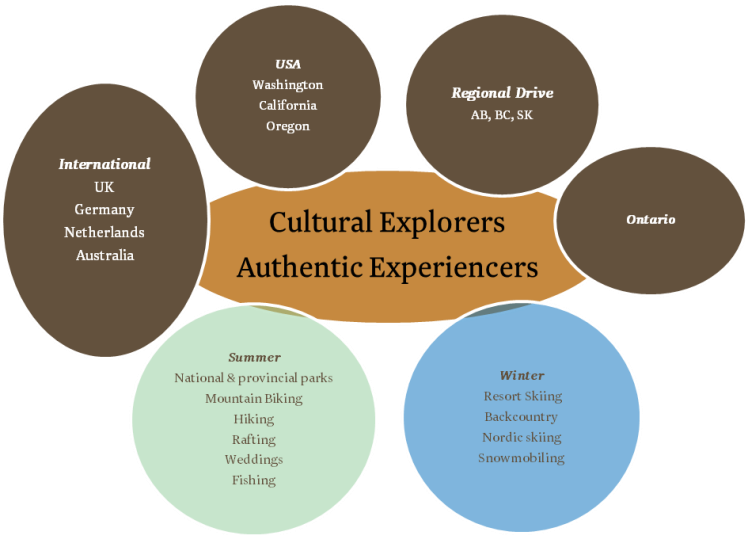 USA
Washington
California
Oregon
Regional Drive
AB, BC, SK
International
UK
Germany
Netherlands
Australia
Ontario
Cultural Explorers
Authentic Experiencers
Summer
National & provincial parks
Mountain Biking
Hiking
Rafting
Weddings
Fishing
Winter
Resort Skiing
Backcountry
Nordic skiing
Snowmobiling